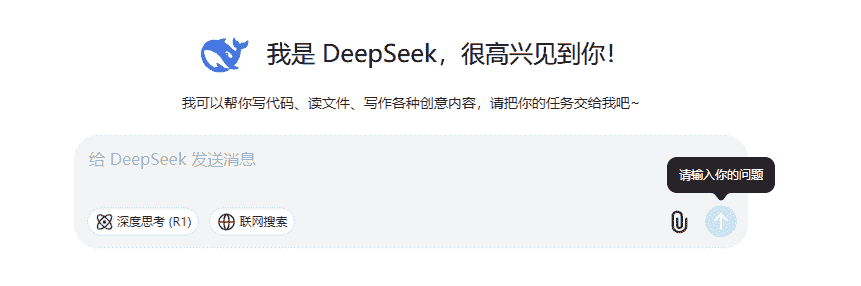 我是 DeepSeek，很高兴见到你！
我可以帮你写代码、读文件、写作各种创意内容，请把你的任务交给我吧~
给 DeepSeek 发送消息
请输入你的问题
深度思考 (R1)
联网搜索